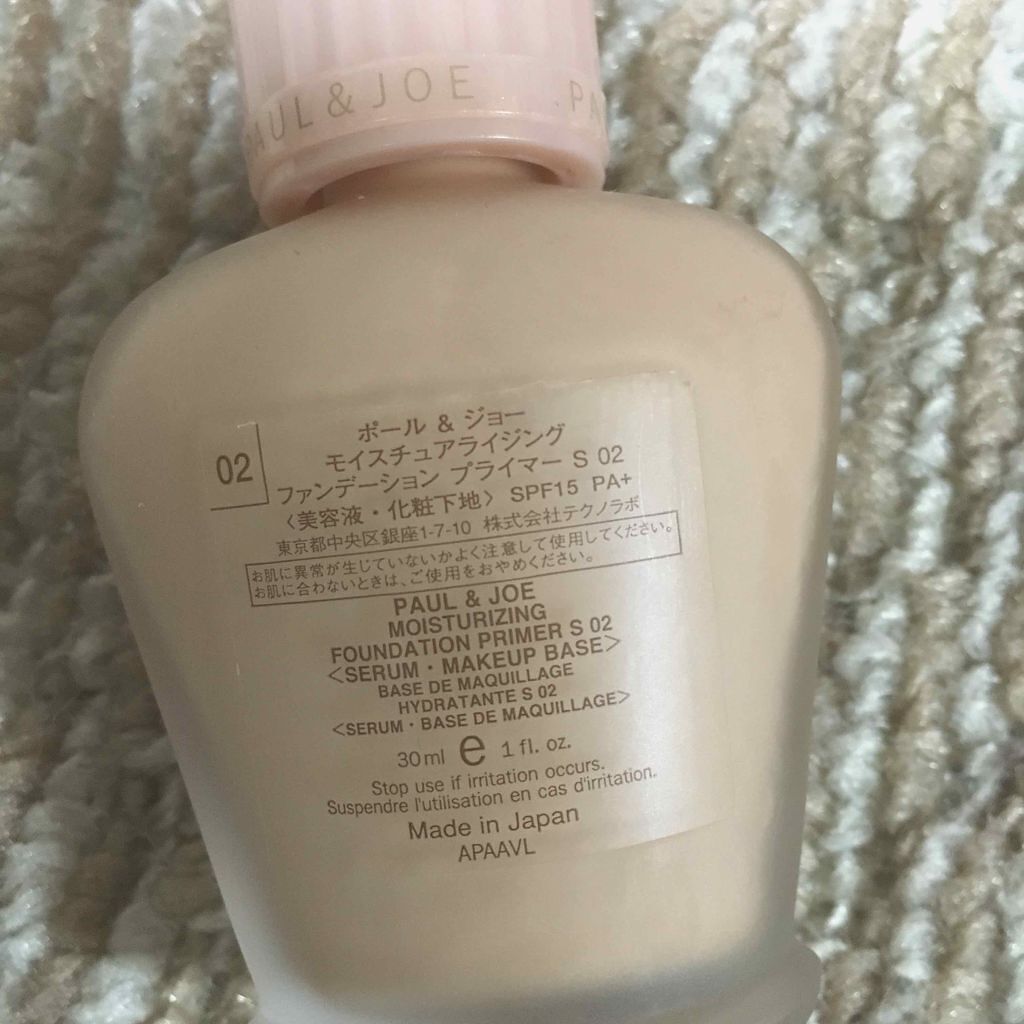 PAUL & JOE
PA
02
ポール & ジョー
モイスチュアライジング
ファンデーション プライマー S 02
〈美容液・化粧下地〉 SPF15 PA+
東京都中央区銀座1-7-10 株式会社テクノラボ
お肌に異常が生じていないかよく注意して使用してください。
お肌に合わないときは、ご使用をおやめください。
PAUL & JOE
MOISTURIZING
FOUNDATION PRIMER S 02
<SERUM・MAKEUP BASE>
BASE DE MAQUILLAGE
HYDRATANTE S 02
<SERUM・BASE DE MAQUILLAGE>
30ml e 1 fl. oz.
Stop use if irritation occurs.
Suspendre l'utilisation en cas d'irritation.
Made in Japan
APAAVL